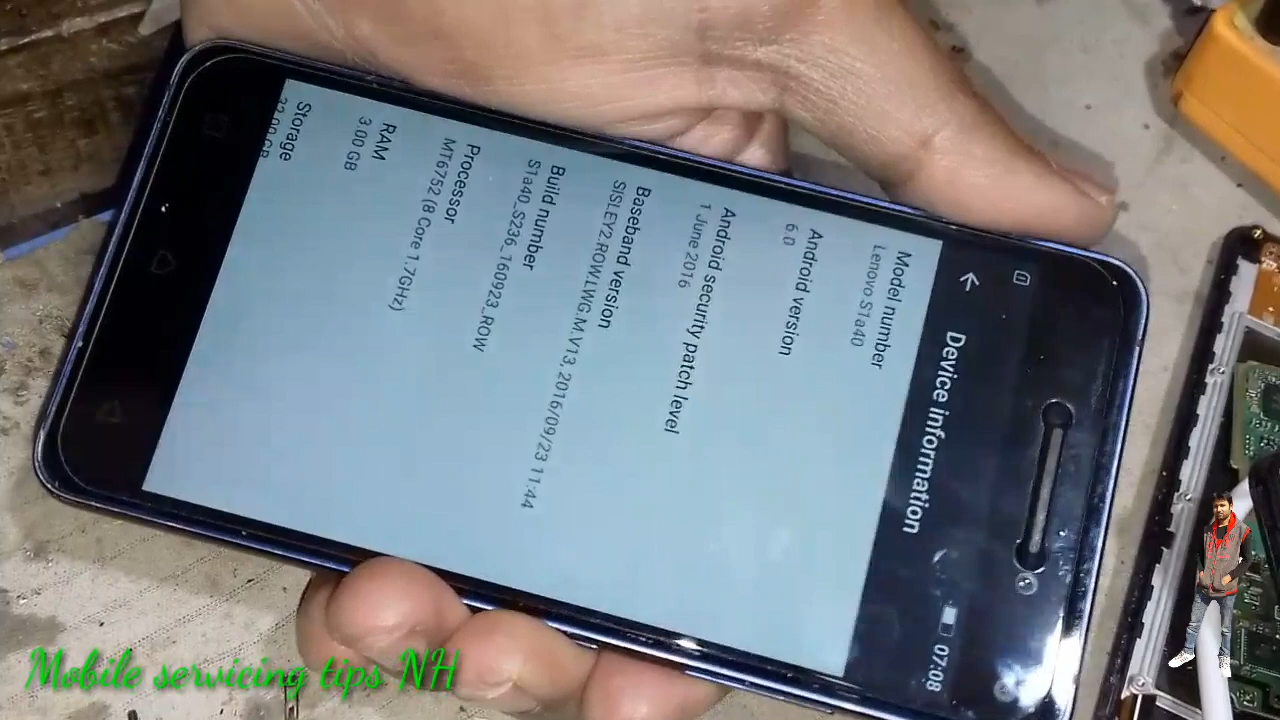 07:08
Device information
Model number
Lenovo S1a40
Android version
6.0
Android security patch level
1 June 2016
Baseband version
SISLEY2.ROW.LWG.M.V13, 2016/09/23 11:44
Build number
S1a40_S236_160923_ROW
Processor
MT6752 (8 Core 1.7GHz)
RAM
3.00 GB
Storage
Mobile servicing tips NH